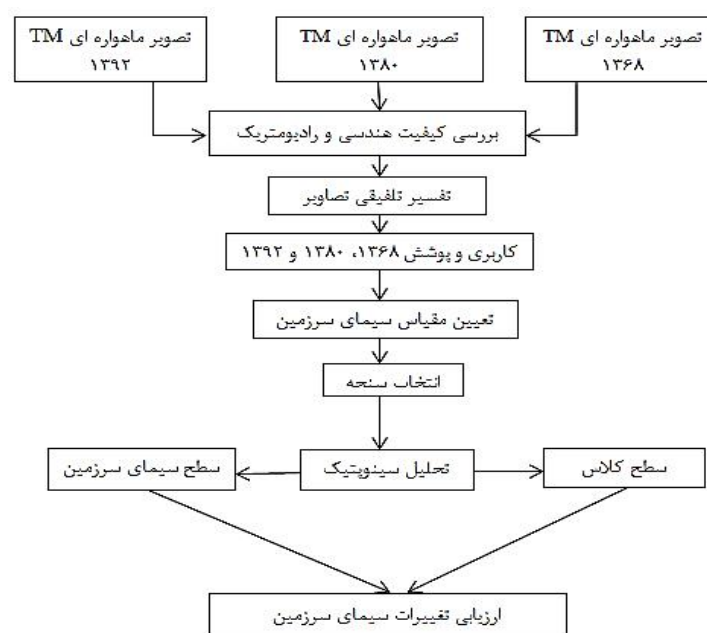 تصویر ماهواره ای TM
۱۳۶۸
تصویر ماهواره ای TM
۱۳۸۰
تصویر ماهواره ای TM
۱۳۹۲
بررسی کیفیت هندسی و رادیومتریک
تفسیر تلفیقی تصاویر
کاربری و پوشش ۱۳۶۸، ۱۳۸۰ و ۱۳۹۲
تعیین مقیاس سیمای سرزمین
انتخاب سنجه
سطح کلاس
تحلیل سینوپتیک
سطح سیمای سرزمین
ارزیابی تغییرات سیمای سرزمین